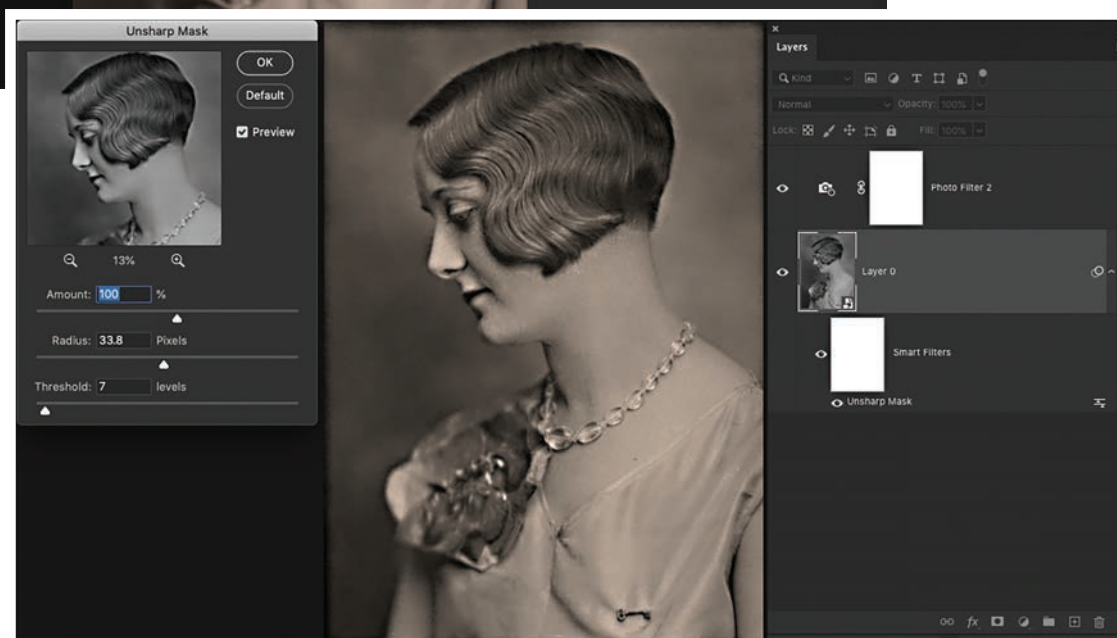 Unsharp Mask
OK
Default
Preview
13%
Amount: 100 %
Radius: 33.8 Pixels
Threshold: 7 levels
Layers
Kind
Normal Opacity: 100%
Lock: Fill: 100%
Photo Filter 2
Layer 0
Smart Filters
Unsharp Mask
fx